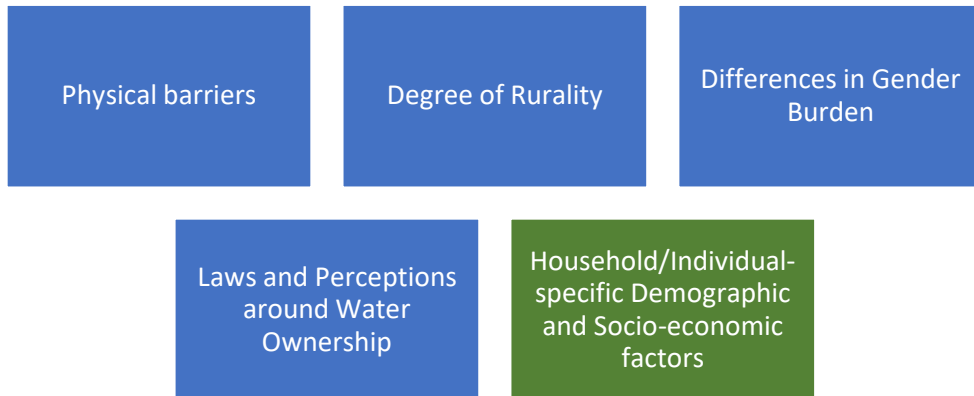 Physical barriers
Degree of Rurality
Differences in Gender
Burden
Laws and Perceptions
around Water
Ownership
Household/Individual-
specific Demographic
and Socio-economic
factors